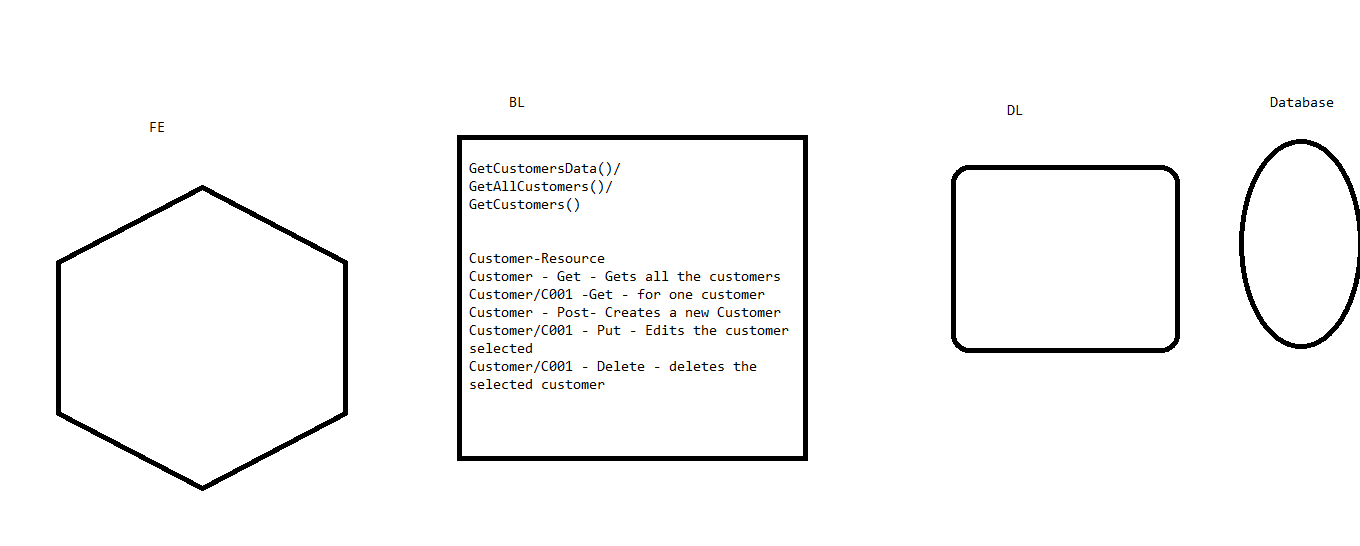 FE
BL
GetCustomersData()/
GetAllCustomers()/
GetCustomers()
Customer-Resource
Customer - Get - Gets all the customers
Customer/C001 -Get - for one customer
Customer - Post- Creates a new Customer
Customer/C001 - Put - Edits the customer
selected
Customer/C001 - Delete - deletes the
selected customer
DL
Database